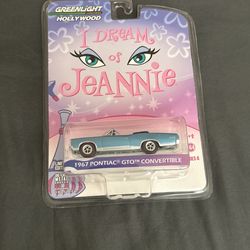 GREENLIGHT
HOLLYWOOD
I DREAM
of
JEANNIE
1967 PONTIAC® GTO® CONVERTIBLE